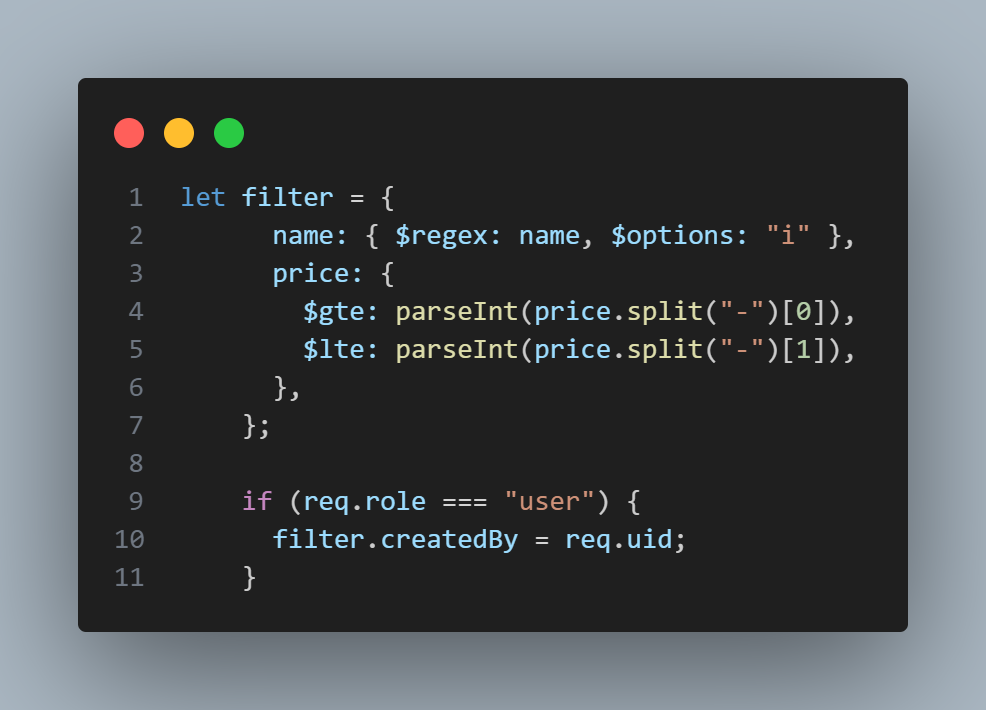 1 let filter = {
2 name: { $regex: name, $options: "i" },
3 price: {
4 $gte: parseInt(price.split("-")[0]),
5 $lte: parseInt(price.split("-")[1]),
6 },
7 };
8
9 if (req.role === "user") {
10 filter.createdBy = req.uid;
11 }